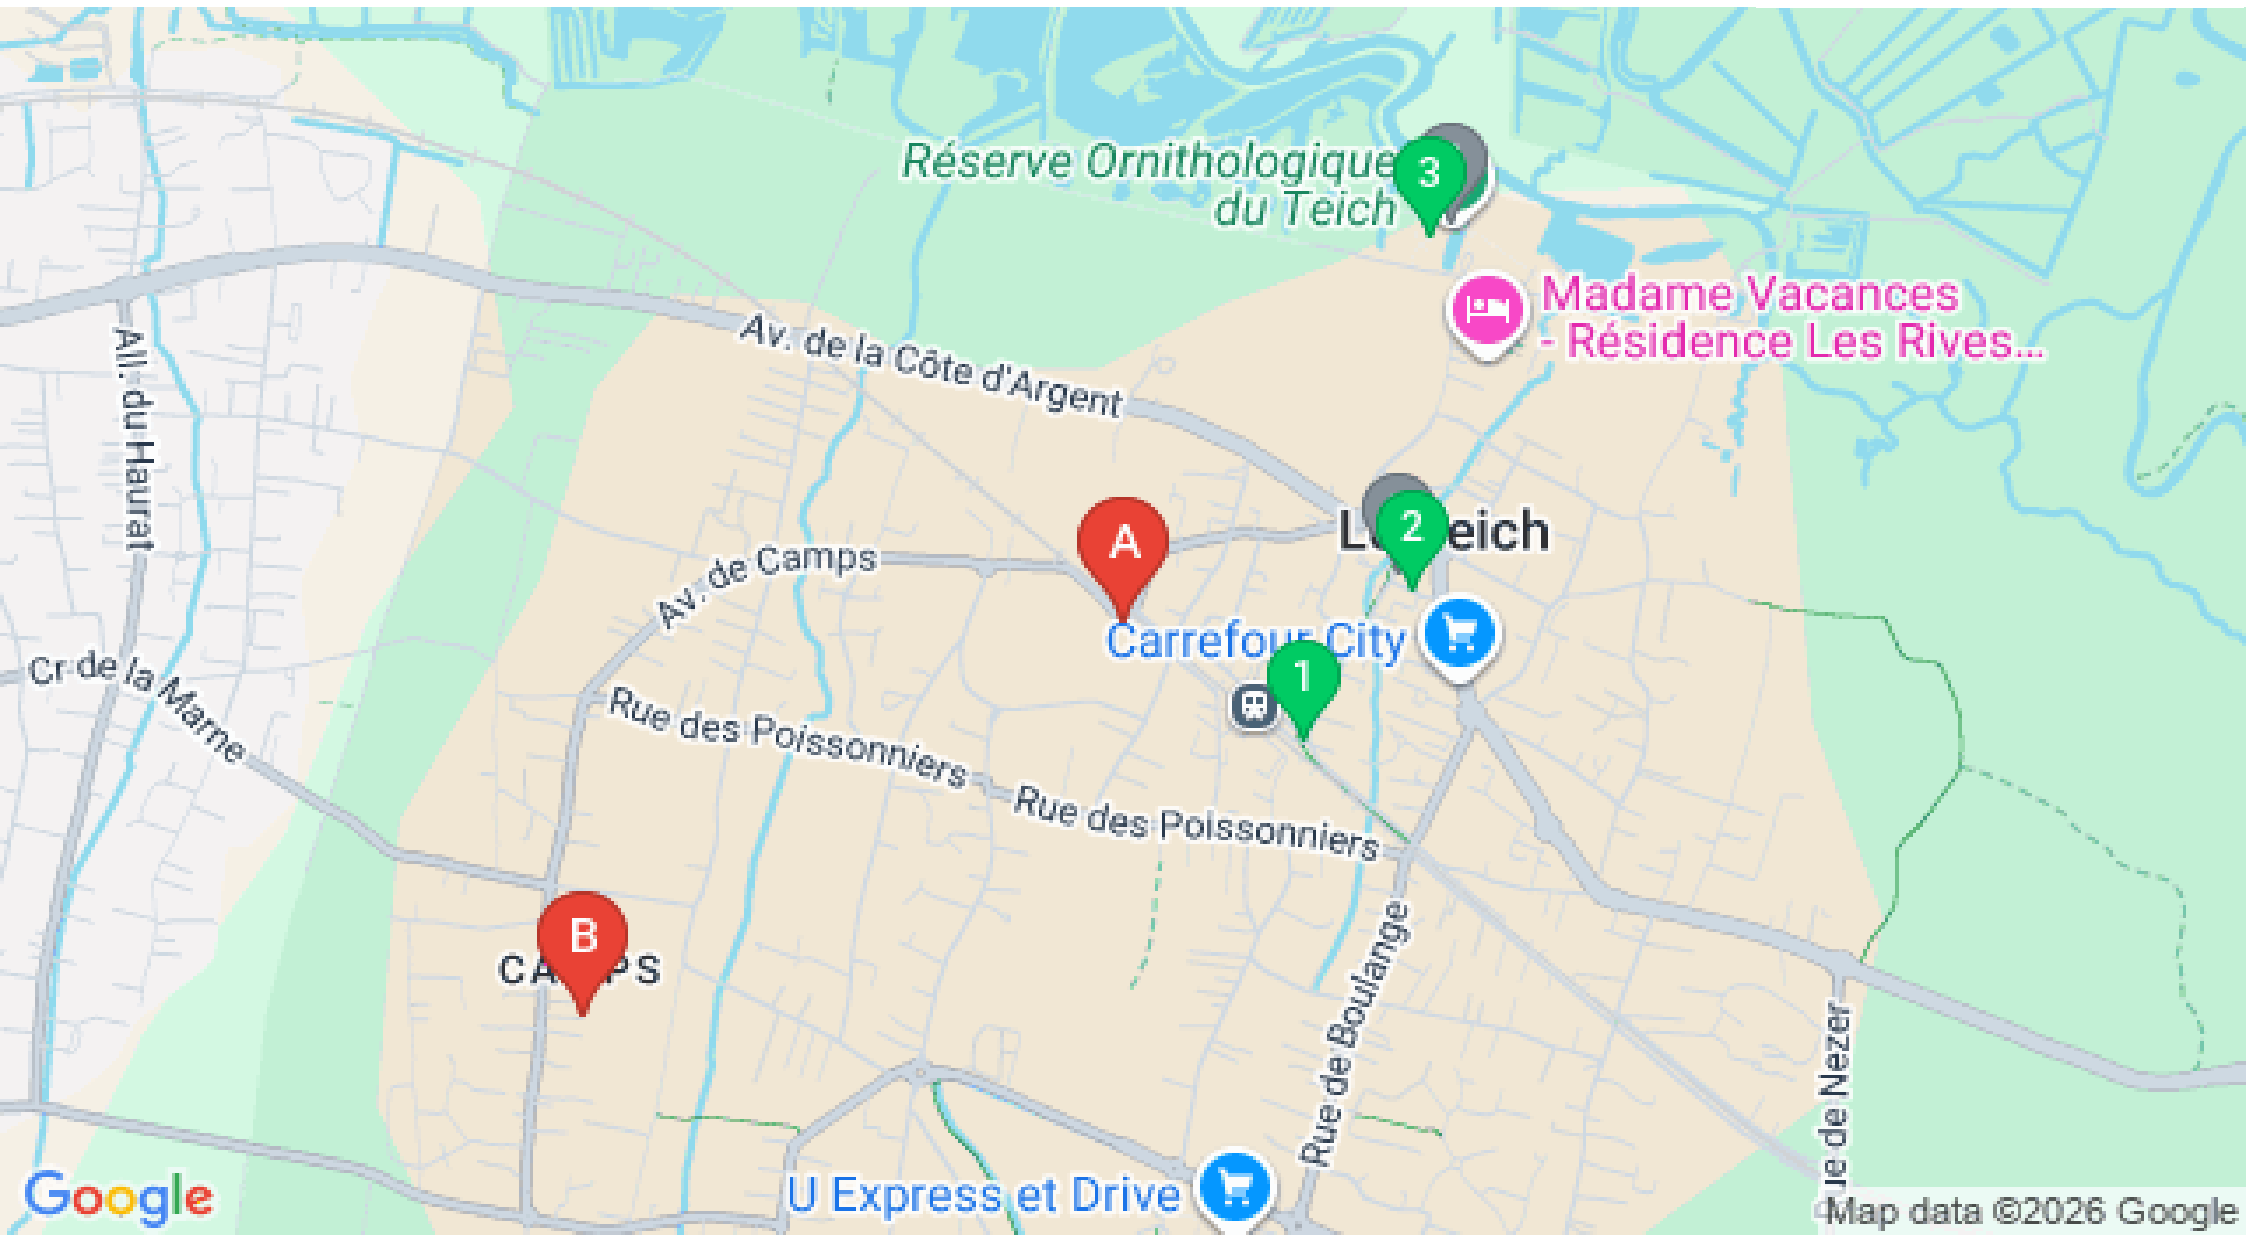 Réserve Ornithologique
du Teich
3
Madame Vacances
- Résidence Les Rives...
Av. de la Côte d'Argent
All. du Haurat
A
2
Av. de Camps
Carrefour City
1
Cr de la Marne
Rue des Poissonniers
Rue des Poissonniers
B
Rue de Boulange
U Express et Drive
Google
Map data ©2026 Google